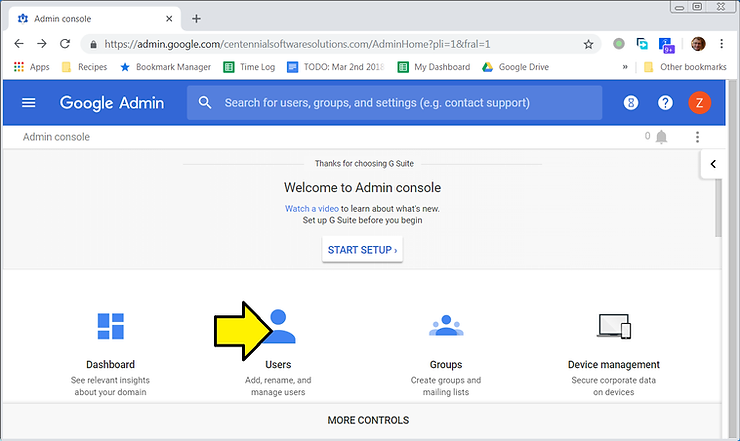 Admin console
https://admin.google.com/centennialsoftwaresolutions.com/AdminHome?pli=1&fral=1
9+
Apps Recipes Bookmark Manager Time Log TODO: Mar 2nd 2018 My Dashboard Google Drive » Other bookmarks
Google Admin Search for users, groups, and settings (e.g. contact support) ? Z
Admin console 0
Thanks for choosing G Suite
Welcome to Admin console
Watch a video to learn about what's new.
Set up G Suite before you begin
START SETUP ›
Dashboard Users Groups Device management
See relevant insights Add, rename, and Create groups and Secure corporate data
about your domain manage users mailing lists on devices
MORE CONTROLS